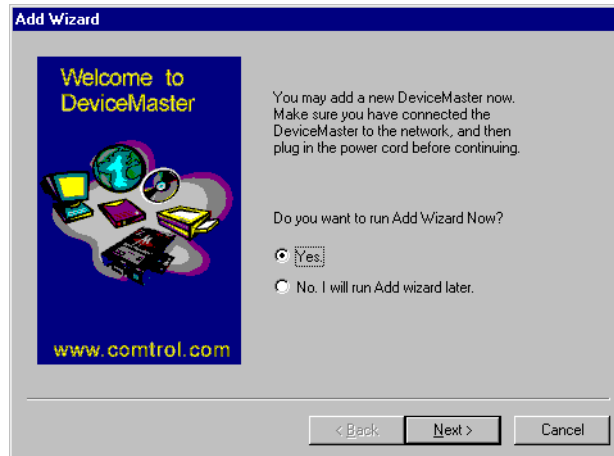 Add Wizard
Welcome to
DeviceMaster
www.comtrol.com
You may add a new DeviceMaster now.
Make sure you have connected the
DeviceMaster to the network, and then
plug in the power cord before continuing.
Do you want to run Add Wizard Now?
Yes.
No. I will run Add wizard later.
< Back
Next >
Cancel